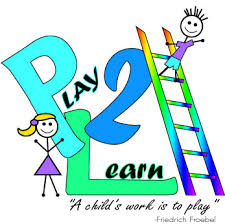 Play 2
Learn
"A child's work is to play"
-Friedrich Froebel